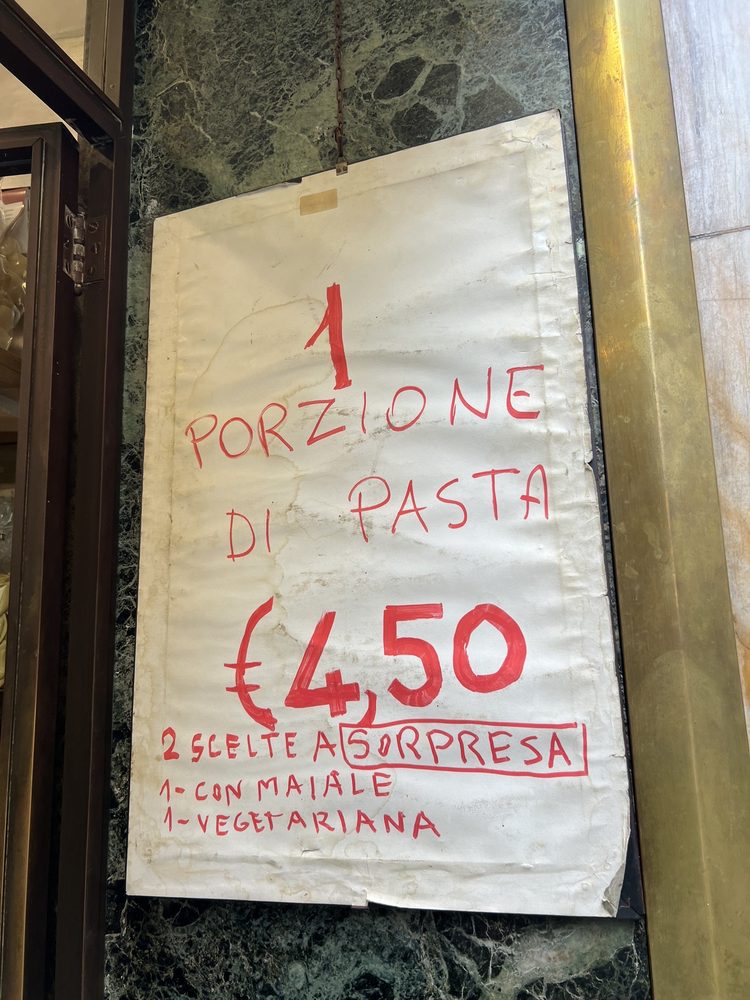 1
PORZIONE
DI PASTA
€4,50
2 SCELTE A SORPRESA
1- CON MAIALE
1- VEGETARIANA